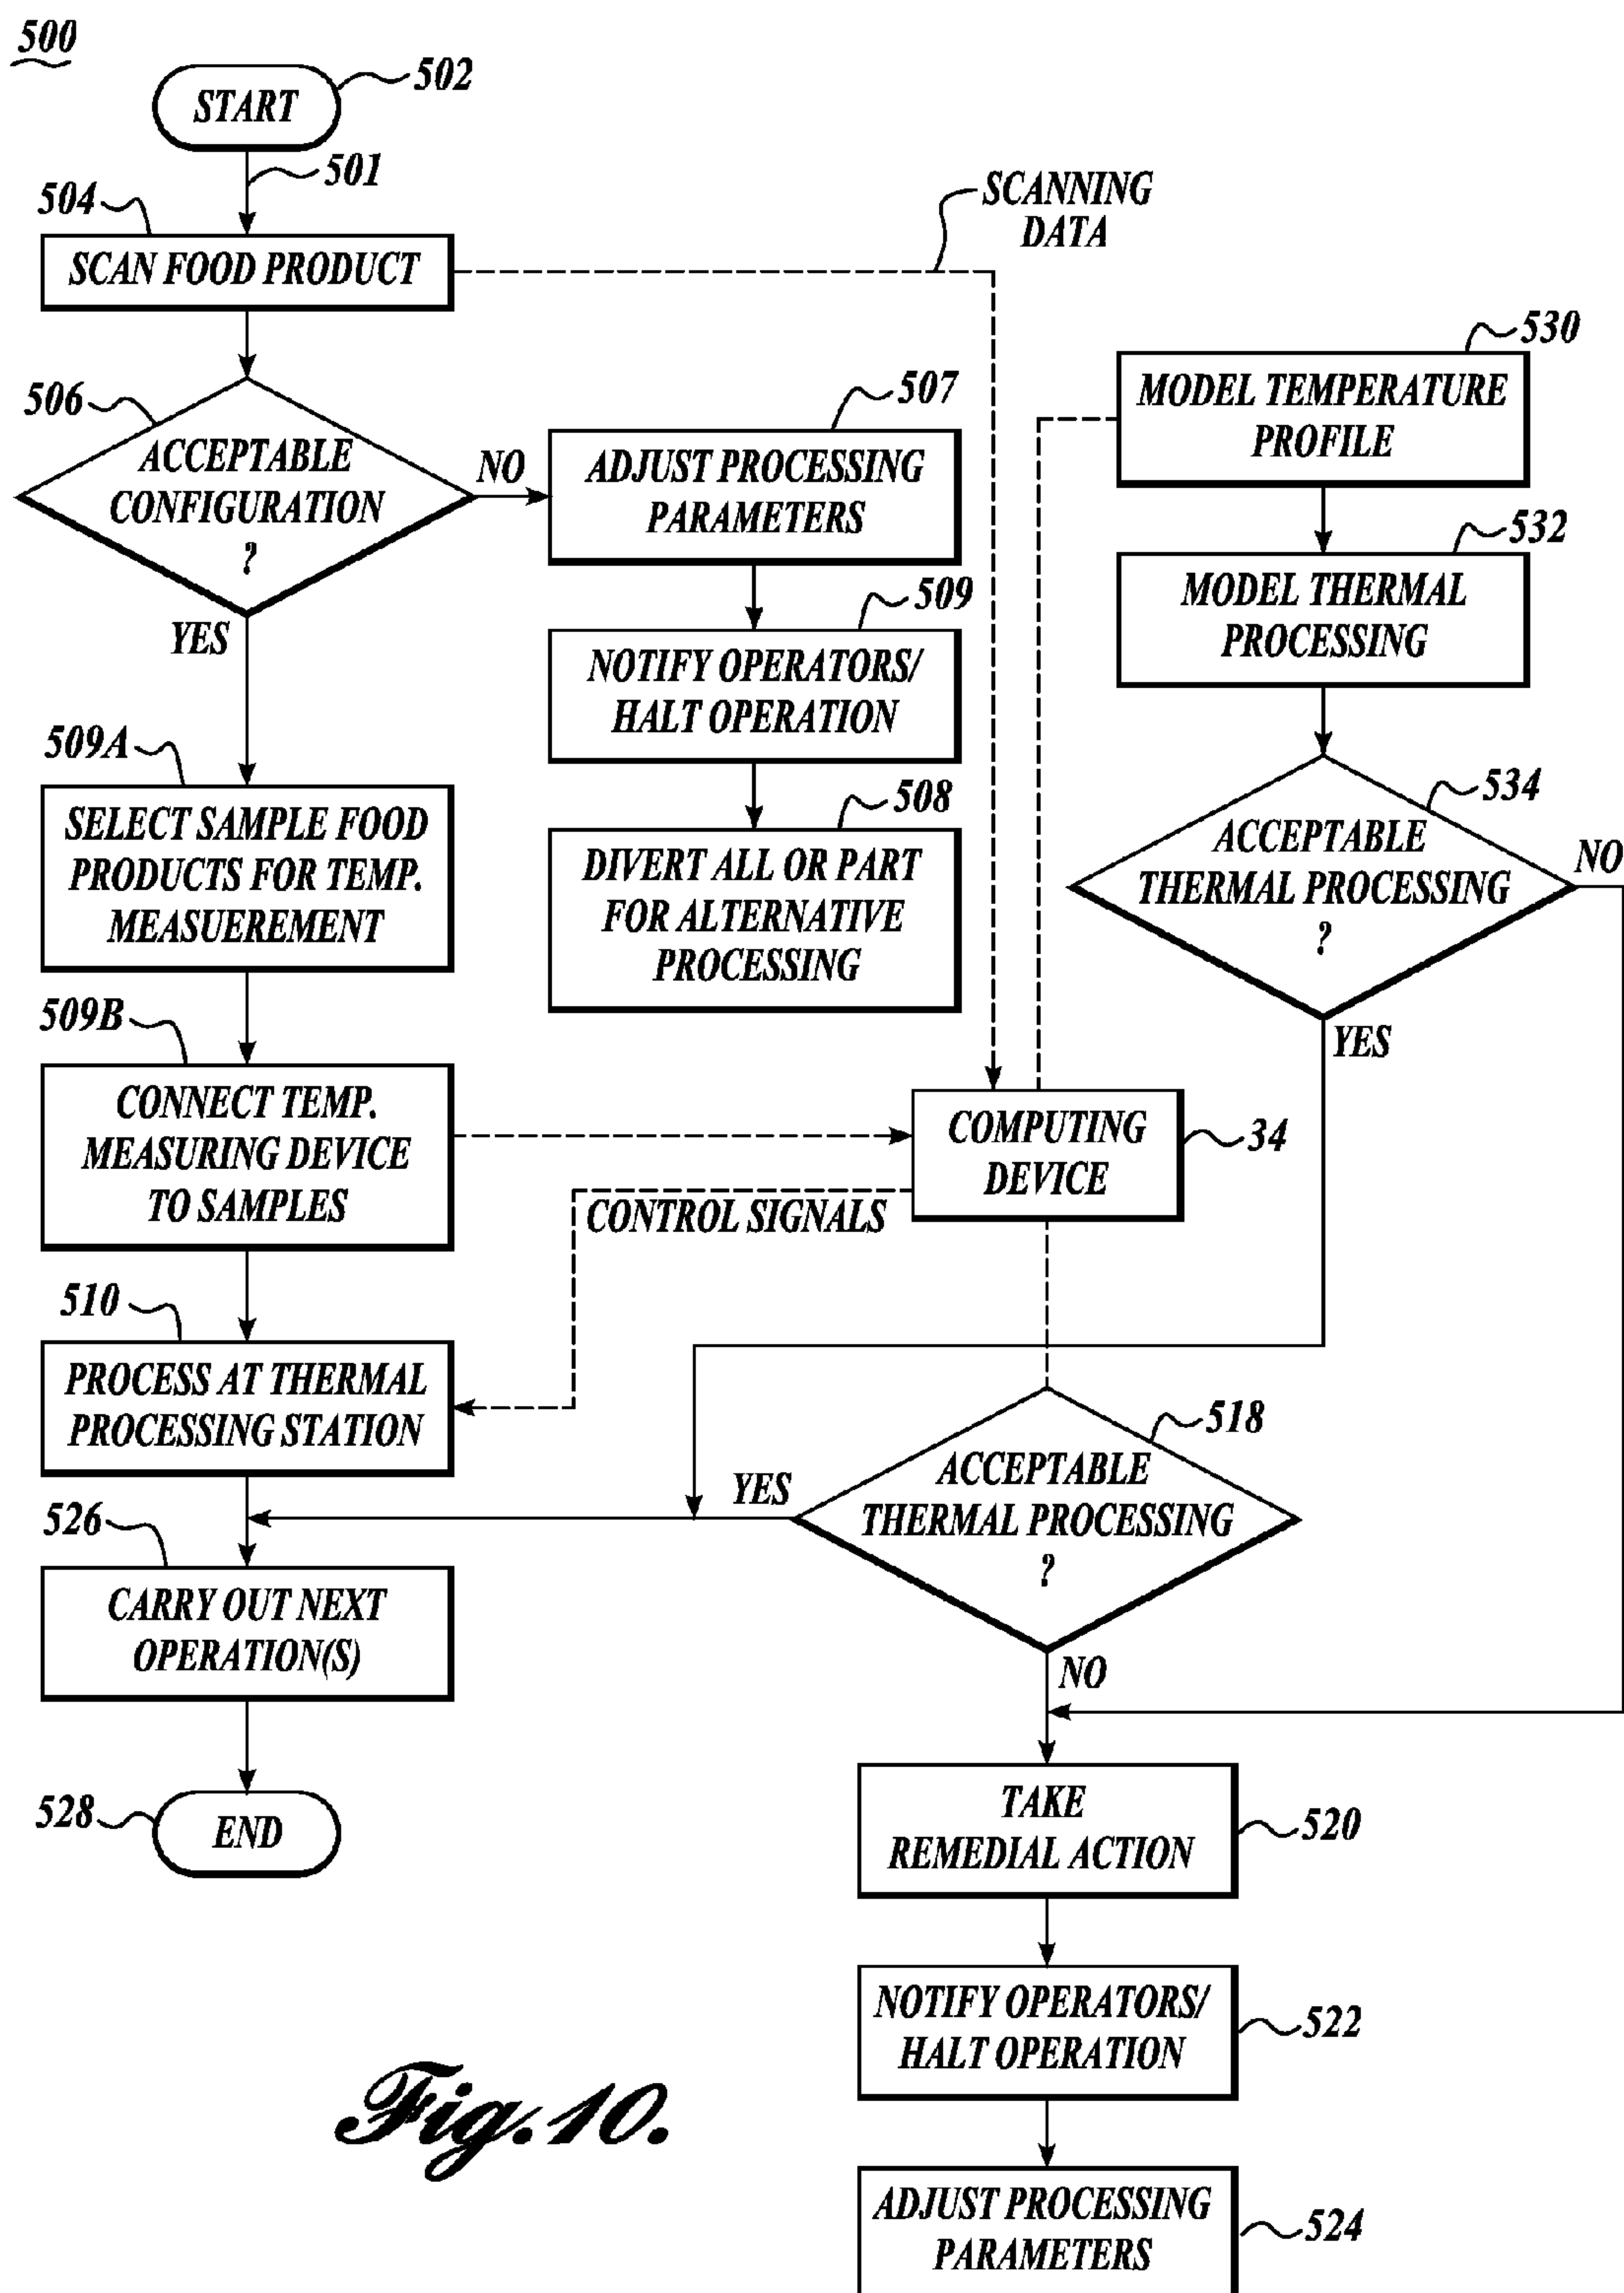 500
START
502
501
504
SCAN FOOD PRODUCT
SCANNING
DATA
506
ACCEPTABLE
CONFIGURATION
?
NO
YES
507
ADJUST PROCESSING
PARAMETERS
509
NOTIFY OPERATORS/
HALT OPERATION
508
DIVERT ALL OR PART
FOR ALTERNATIVE
PROCESSING
530
MODEL TEMPERATURE
PROFILE
532
MODEL THERMAL
PROCESSING
534
ACCEPTABLE
THERMAL PROCESSING
?
NO
YES
509A
SELECT SAMPLE FOOD
PRODUCTS FOR TEMP.
MEASUEREMENT
509B
CONNECT TEMP.
MEASURING DEVICE
TO SAMPLES
COMPUTING
DEVICE
34
CONTROL SIGNALS
510
PROCESS AT THERMAL
PROCESSING STATION
518
ACCEPTABLE
THERMAL PROCESSING
?
YES
NO
526
CARRY OUT NEXT
OPERATION(S)
528
END
TAKE
REMEDIAL ACTION
520
NOTIFY OPERATORS/
HALT OPERATION
522
ADJUST PROCESSING
PARAMETERS
524
Fig.10.